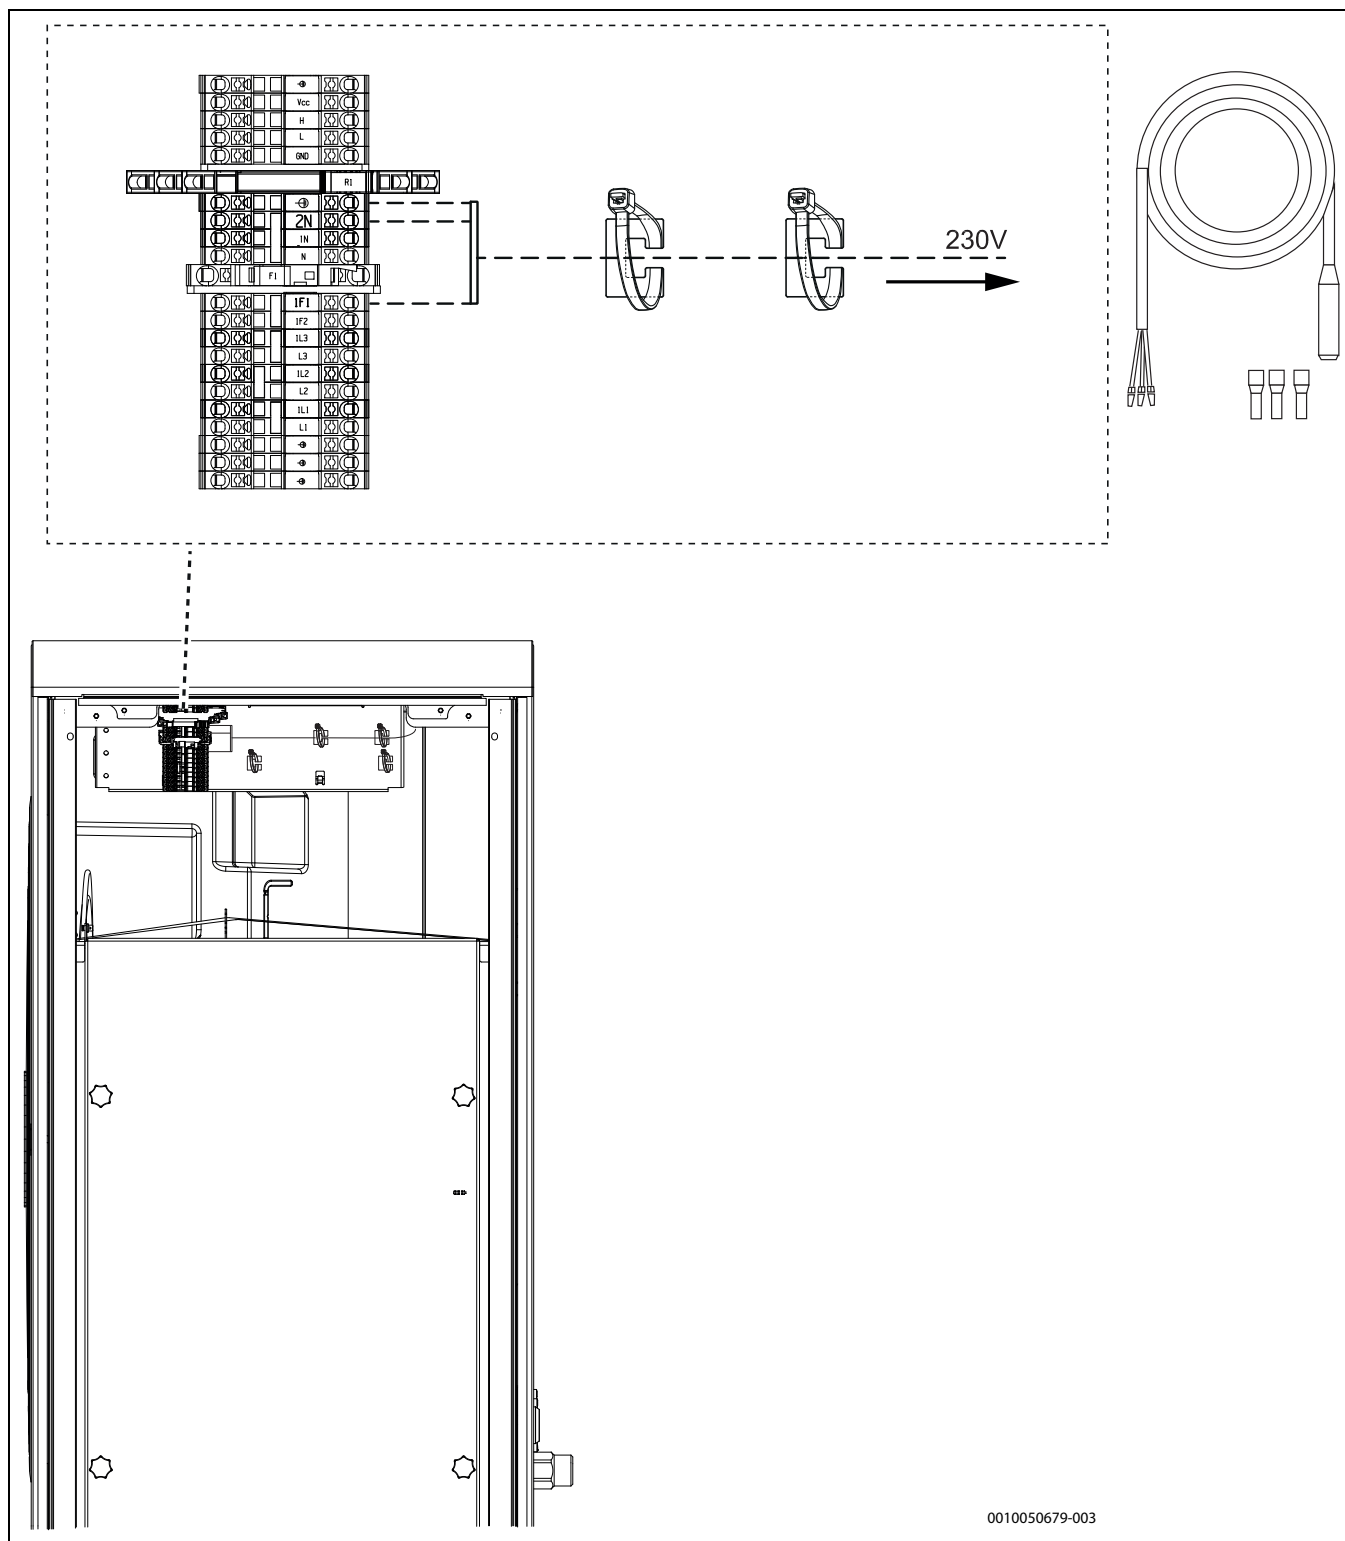 Vcc
H
L
GND
R1
2N
1N
N
F1
1F1
1F2
1L3
L3
1L2
L2
1L1
L1
230V
0010050679-003